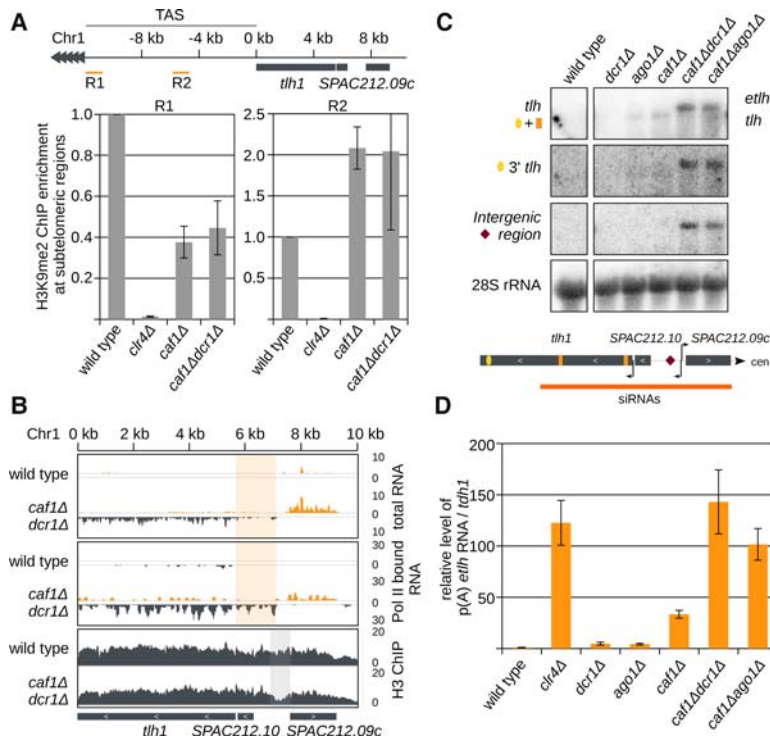 A
TAS
Chr1
-8 kb -4 kb 0 kb 4 kb 8 kb
R1 R2 tlh1 SPAC212.09c
H3K9me2 ChIP enrichment
at subtelomeric regions
R1
1.0
0.8
0.6
0.4
0.2
wild type
clr4Δ
caf1Δ
caf1Δdcr1Δ
R2
2.5
2.0
1.5
1.0
0.5
wild type
clr4Δ
caf1Δ
caf1Δdcr1Δ
B
Chr1 0 kb 2 kb 4 kb 6 kb 8 kb 10 kb
wild type
caf1Δ
dcr1Δ
10
0
10
0
10
total RNA
wild type
caf1Δ
dcr1Δ
30
0
30
0
30
Pol II bound
RNA
wild type
caf1Δ
dcr1Δ
20
0
20
0
H3 ChIP
< < < >
tlh1 SPAC212.10 SPAC212.09c
C
wild type
dcr1Δ
ago1Δ
caf1Δ
caf1Δdcr1Δ
caf1Δago1Δ
tlh
+
etlh
tlh
3' tlh
Intergenic
region
28S rRNA
tlh1 SPAC212.10 SPAC212.09c
< < < > cen
siRNAs
D
relative level of
p(A) etlh RNA / tdh1
200
150
100
50
wild type
clr4Δ
dcr1Δ
ago1Δ
caf1Δ
caf1Δdcr1Δ
caf1Δago1Δ